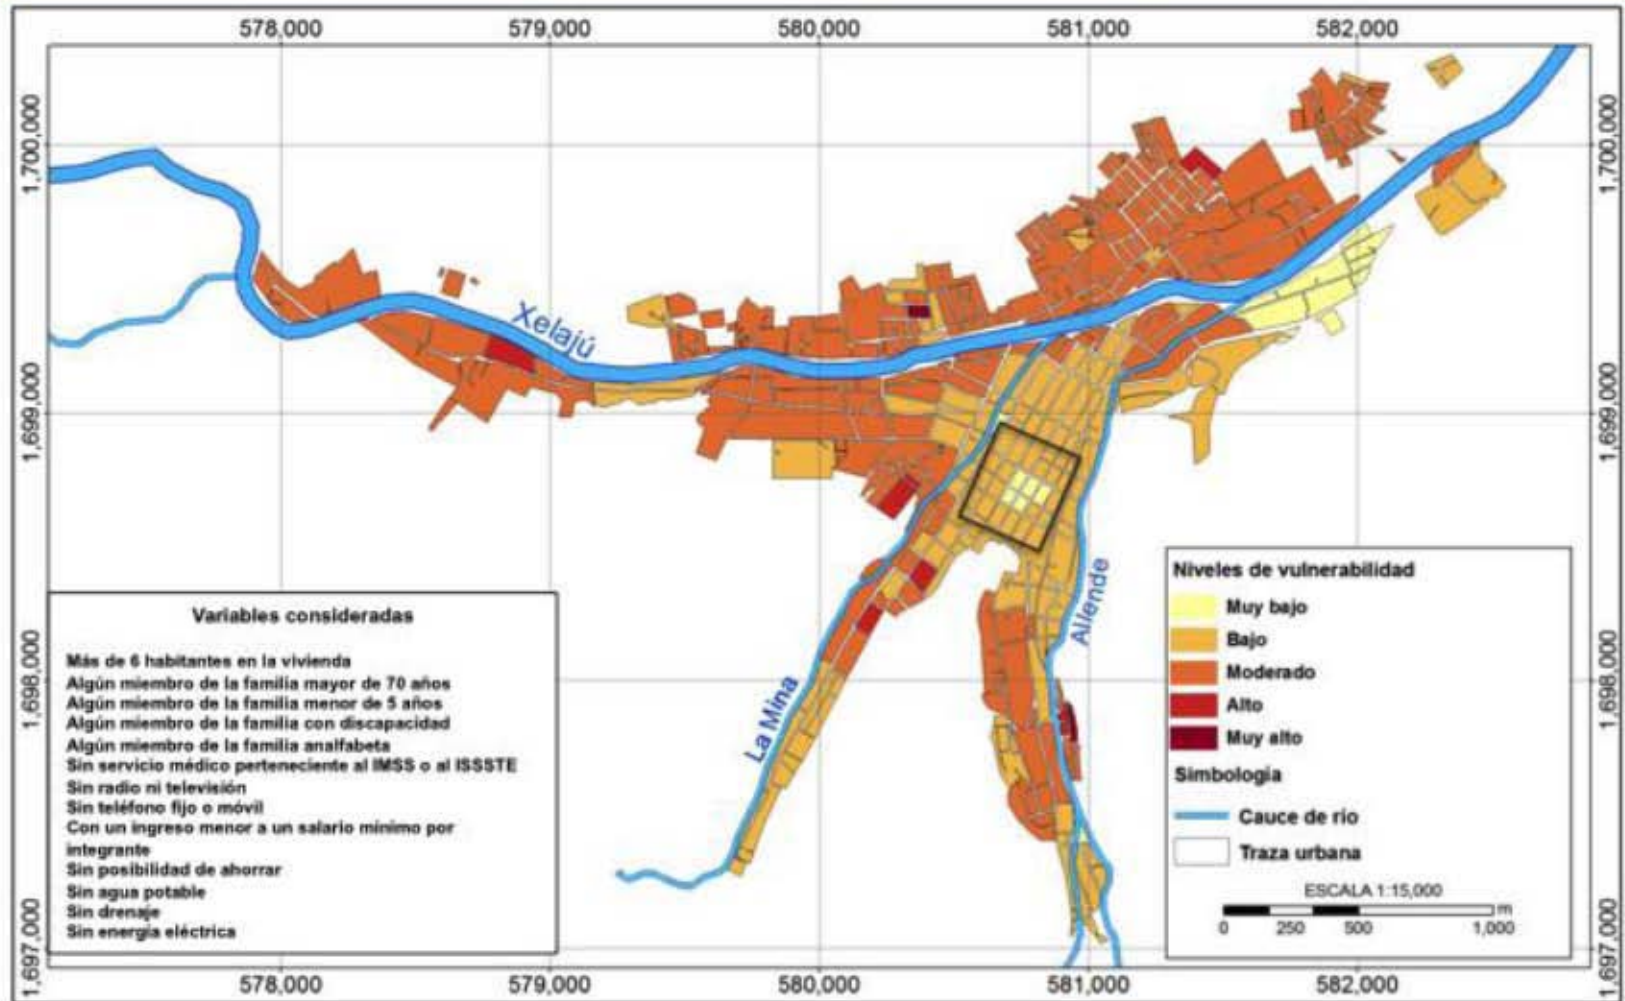 578,000
579,000
580,000
581,000
582,000
1,700,000
1,700,000
Xelajú
1,699,000
1,699,000
Allende
La Mina
1,698,000
1,698,000
Variables consideradas
Más de 6 habitantes en la vivienda
Algún miembro de la familia mayor de 70 años
Algún miembro de la familia menor de 5 años
Algún miembro de la familia con discapacidad
Algún miembro de la familia analfabeta
Sin servicio médico perteneciente al IMSS o al ISSSTE
Sin radio ni televisión
Sin teléfono fijo o móvil
Con un ingreso menor a un salario mínimo por
integrante
Sin posibilidad de ahorrar
Sin agua potable
Sin drenaje
Sin energía eléctrica
Niveles de vulnerabilidad
Muy bajo
Bajo
Moderado
Alto
Muy alto
Simbología
Cauce de río
Traza urbana
ESCALA 1:15,000
m
0 250 500 1,000
1,697,000
1,697,000
578,000
579,000
580,000
581,000
582,000